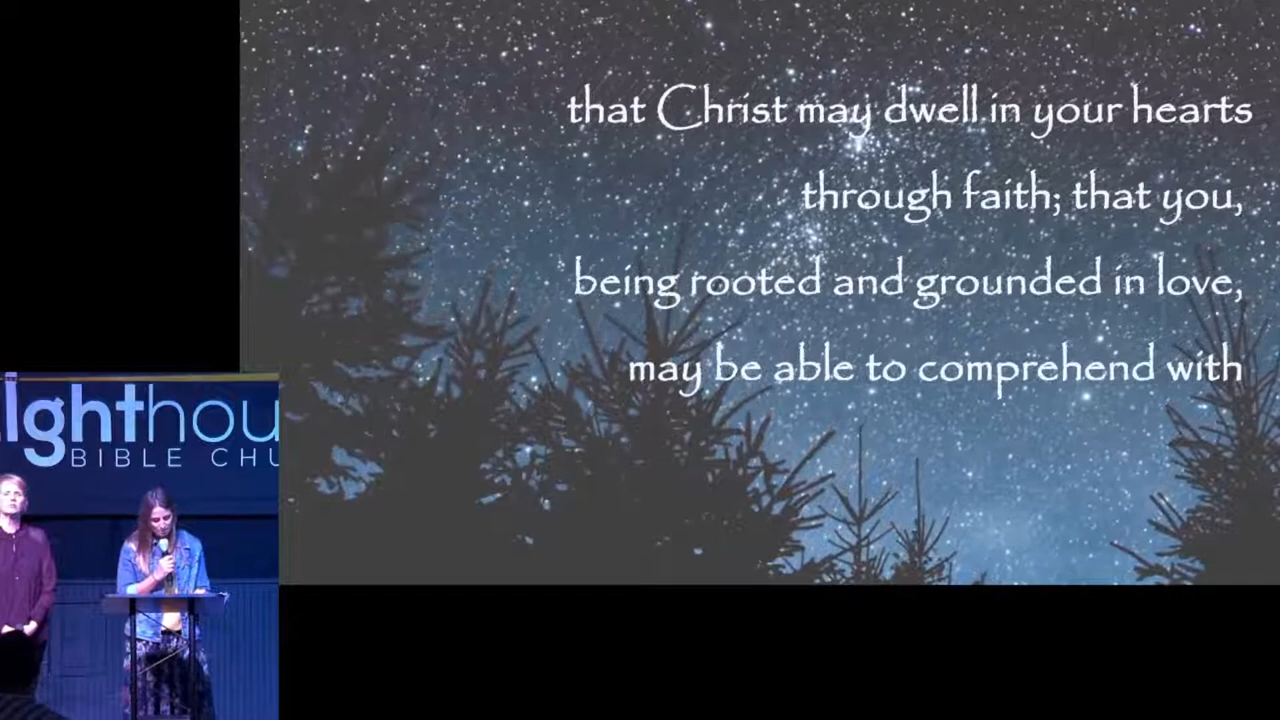 that Christ may dwell in your hearts
through faith; that you,
being rooted and grounded in love,
may be able to comprehend with
ighthou
BIBLE CHU